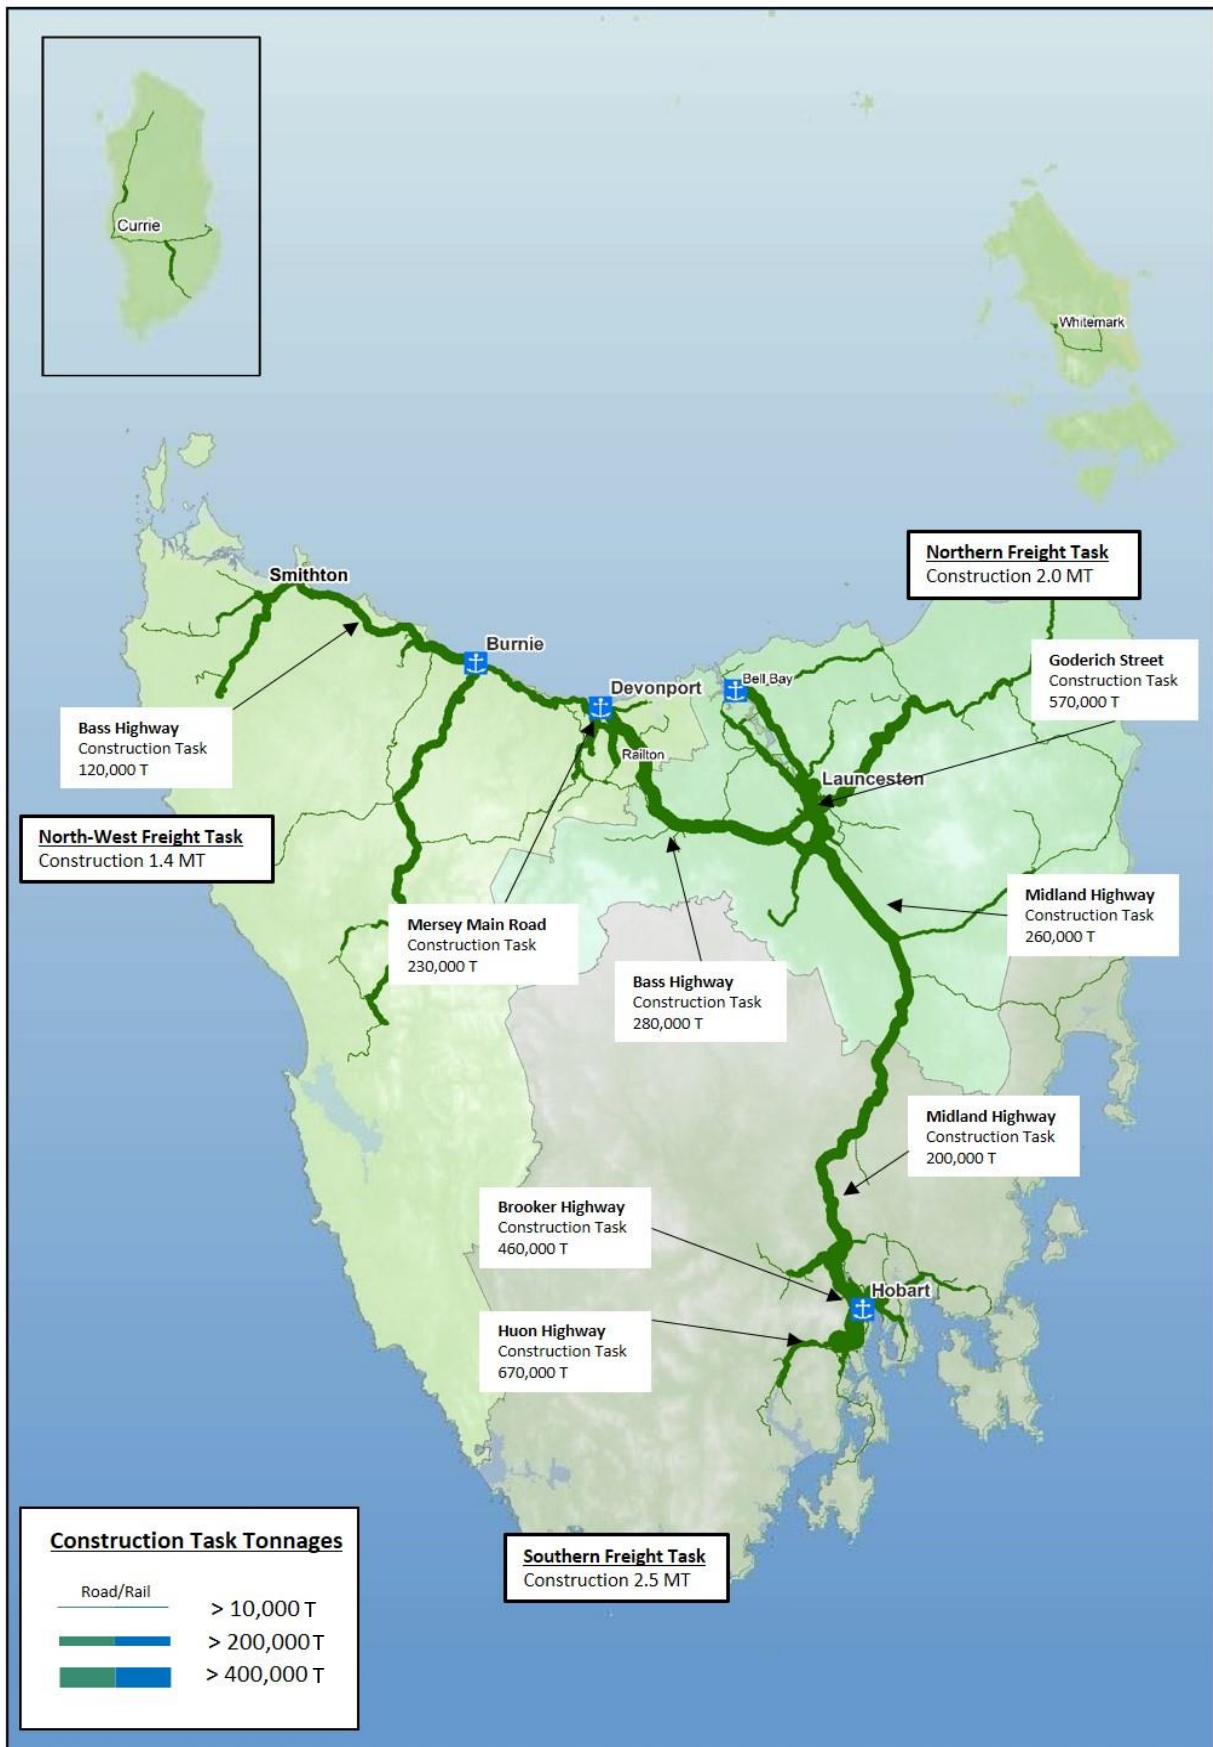 Currie
Whitemark
Northern Freight Task
Construction 2.0 MT
Smithton
Burnie
Goderich Street
Construction Task
570,000 T
Bell Bay
Devonport
Bass Highway
Construction Task
120,000 T
Railton
Launceston
North-West Freight Task
Construction 1.4 MT
Midland Highway
Construction Task
260,000 T
Mersey Main Road
Construction Task
230,000 T
Bass Highway
Construction Task
280,000 T
Midland Highway
Construction Task
200,000 T
Brooker Highway
Construction Task
460,000 T
Hobart
Huon Highway
Construction Task
670,000 T
Southern Freight Task
Construction 2.5 MT
Construction Task Tonnages
Road/Rail
> 10,000 T
> 200,000 T
> 400,000 T